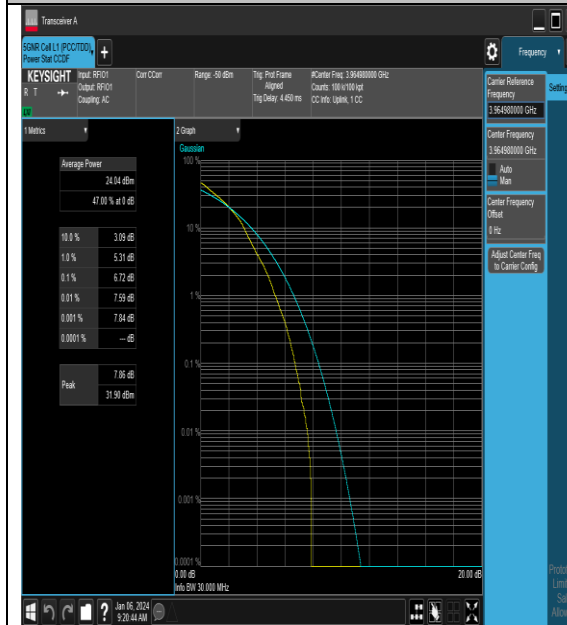 Transceiver A
5GNR Cell L1 (PCC/TDD),
Power Stat CCDF
Frequency
KEYSIGHT
R T
Input: RFIO1
Output: RFIO1
Coupling: AC
Corr CCorr
Range: -50 dBm
Trig: Prot Frame
Aligned
Trig Delay: 4.450 ms
#Center Freq: 3.964980000 GHz
Counts: 100 k/100 kpt
CC Info: Uplink, 1 CC
Carrier Reference
Frequency
3.964980000 GHz
Setting
1 Metrics
2 Graph
Center Frequency
3.964980000 GHz
Auto
Man
Center Frequency
Offset
0 Hz
Adjust Center Freq
to Carrier Config
Average Power
24.04 dBm
47.00 % at 0 dB
10.0 % 3.09 dB
1.0 % 5.31 dB
0.1 % 6.72 dB
0.01 % 7.59 dB
0.001 % 7.84 dB
0.0001 % --- dB
Peak
7.86 dB
31.90 dBm
Gaussian
100 %
10 %
1 %
0.1 %
0.01 %
0.001 %
0.0001 %
0.00 dB
20.00 dB
Info BW 30.000 MHz
Jan 06, 2024
9:20:44 AM